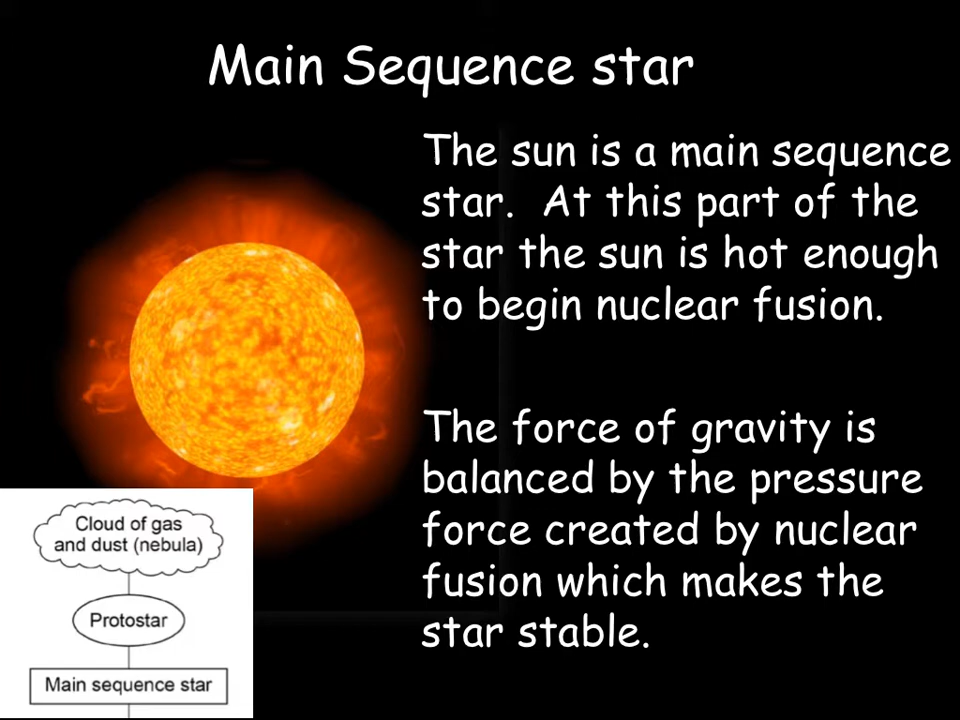 Main Sequence star
The sun is a main sequence
star.  At this part of the
star the sun is hot enough
to begin nuclear fusion.
The force of gravity is
balanced by the pressure
force created by nuclear
fusion which makes the
star stable.
Cloud of gas
and dust (nebula)
Protostar
Main sequence star